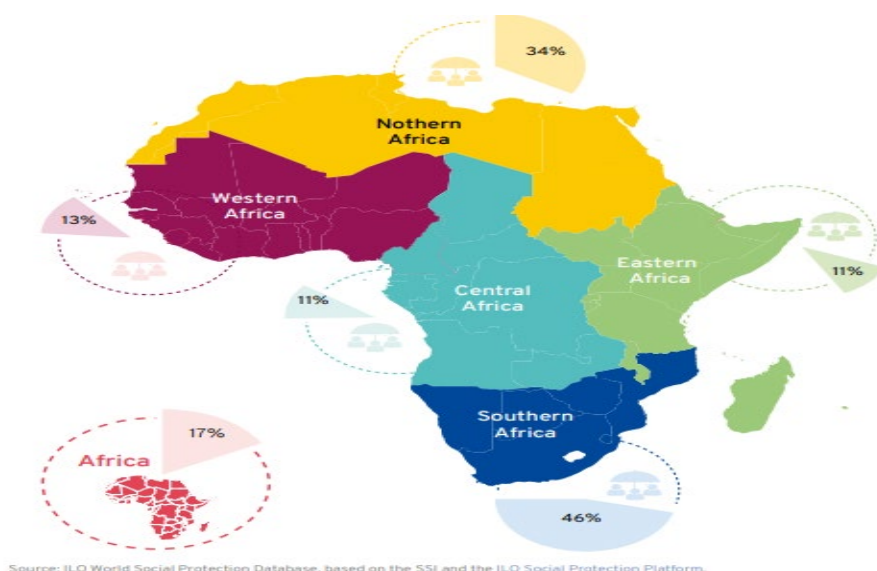 34%
Nothern
Africa
Western
Africa
13%
Eastern
Africa
11%
Central
Africa
11%
Southern
Africa
17%
Africa
46%
Source: ILO World Social Protection Database, based on the SSI and the ILO Social Protection Platform.